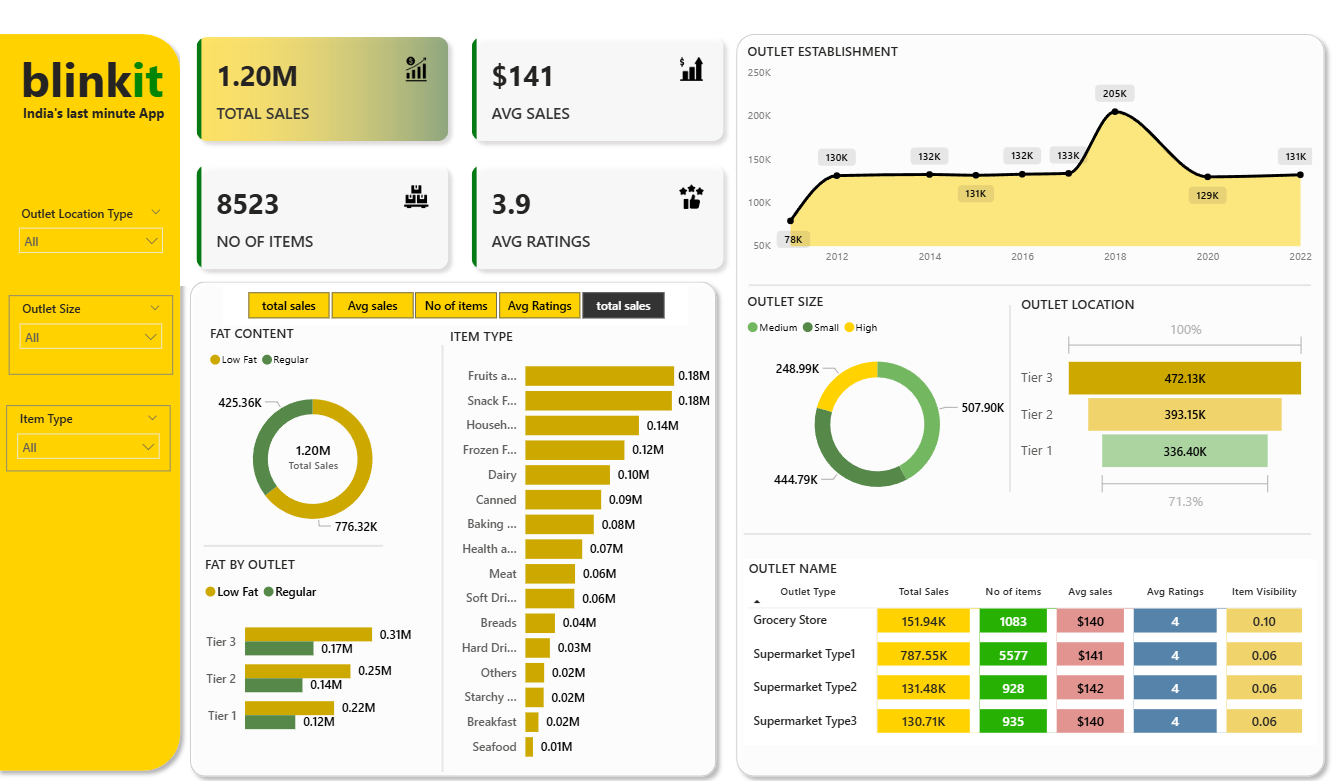 blinkit
India's last minute App
Outlet Location Type
All
Outlet Size
All
Item Type
All
1.20M
TOTAL SALES
$141
AVG SALES
8523
NO OF ITEMS
3.9
AVG RATINGS
total sales
Avg sales
No of items
Avg Ratings
total sales
FAT CONTENT
Low Fat
Regular
425.36K
1.20M
Total Sales
776.32K
FAT BY OUTLET
Low Fat
Regular
Tier 3 0.31M
0.17M
Tier 2 0.25M
0.14M
Tier 1 0.22M
0.12M
ITEM TYPE
Fruits a... 0.18M
Snack F... 0.18M
Househ... 0.14M
Frozen F... 0.12M
Dairy 0.10M
Canned 0.09M
Baking ... 0.08M
Health a... 0.07M
Meat 0.06M
Soft Dri... 0.06M
Breads 0.04M
Hard Dri... 0.03M
Others 0.02M
Starchy ... 0.02M
Breakfast 0.02M
Seafood 0.01M
OUTLET ESTABLISHMENT
250K
200K
150K
100K
50K
78K
130K
132K
131K
132K
133K
205K
129K
131K
2012 2014 2016 2018 2020 2022
OUTLET SIZE
Medium Small High
248.99K
507.90K
444.79K
OUTLET LOCATION
100%
Tier 3 472.13K
Tier 2 393.15K
Tier 1 336.40K
71.3%
OUTLET NAME
Outlet Type Total Sales No of items Avg sales Avg Ratings Item Visibility
Grocery Store 151.94K 1083 $140 4 0.10
Supermarket Type1 787.55K 5577 $141 4 0.06
Supermarket Type2 131.48K 928 $142 4 0.06
Supermarket Type3 130.71K 935 $140 4 0.06